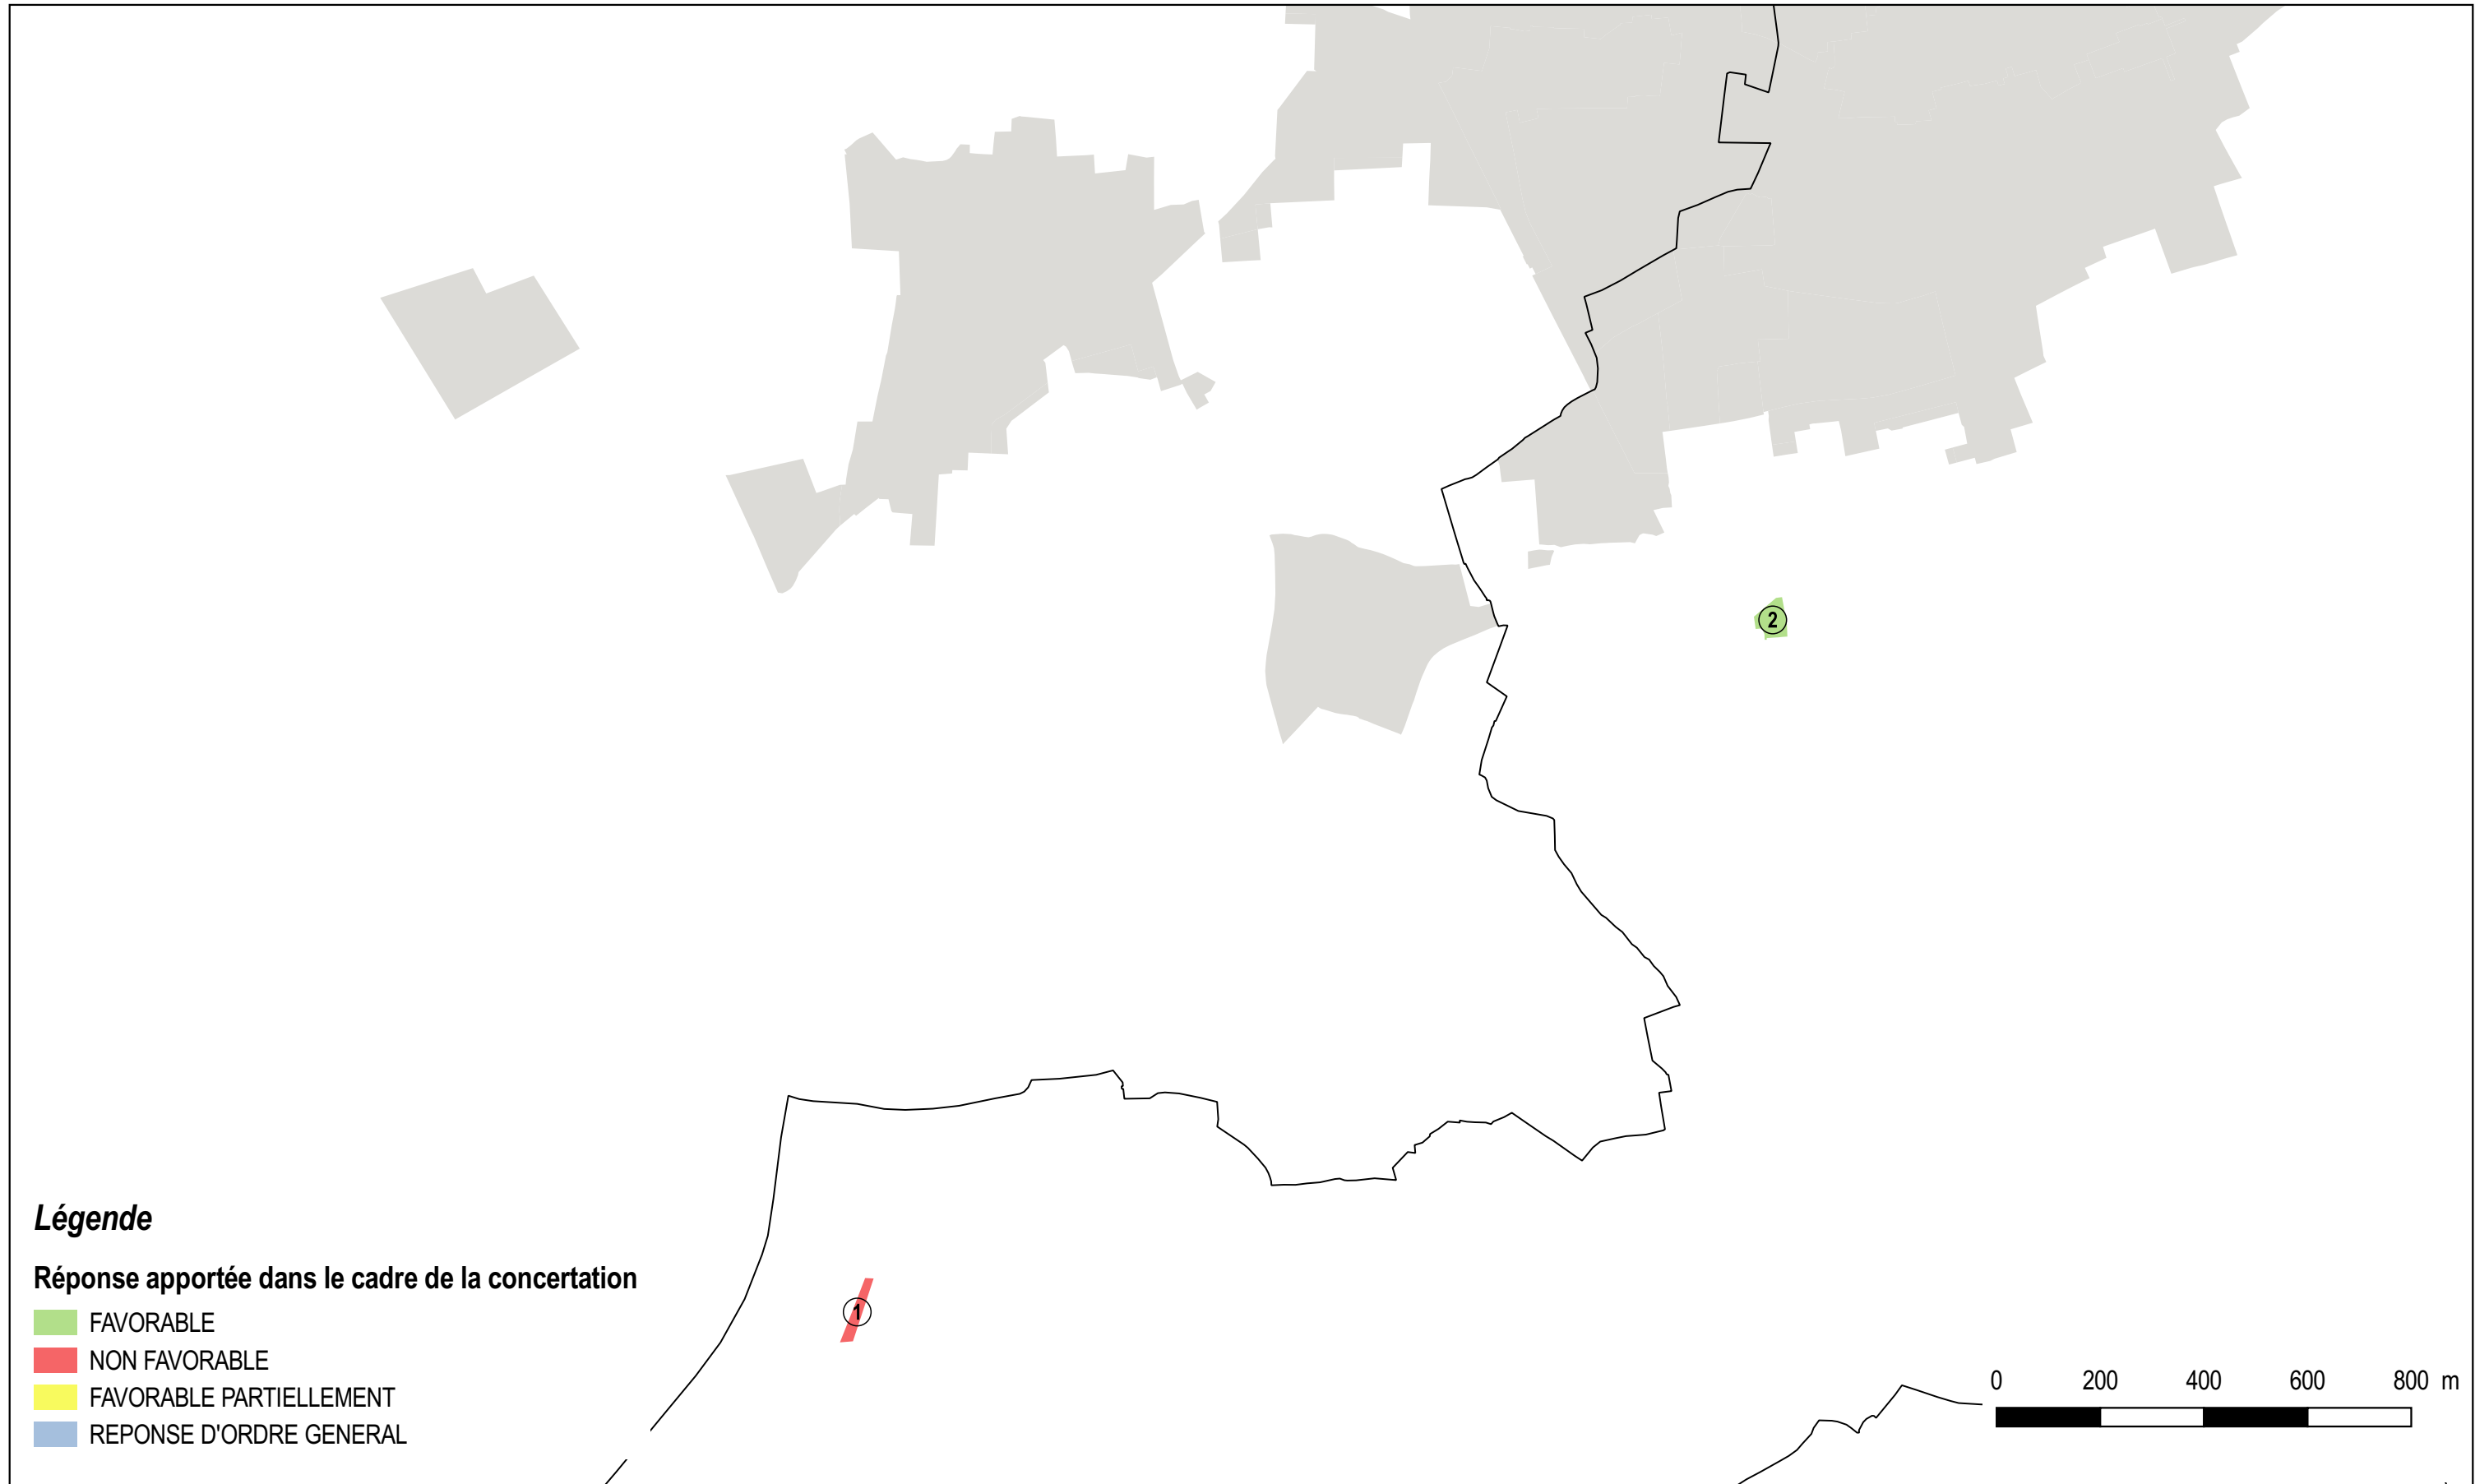 2
1
Légende
Réponse apportée dans le cadre de la concertation
FAVORABLE
NON FAVORABLE
FAVORABLE PARTIELLEMENT
REPONSE D'ORDRE GENERAL
0 200 400 600 800 m